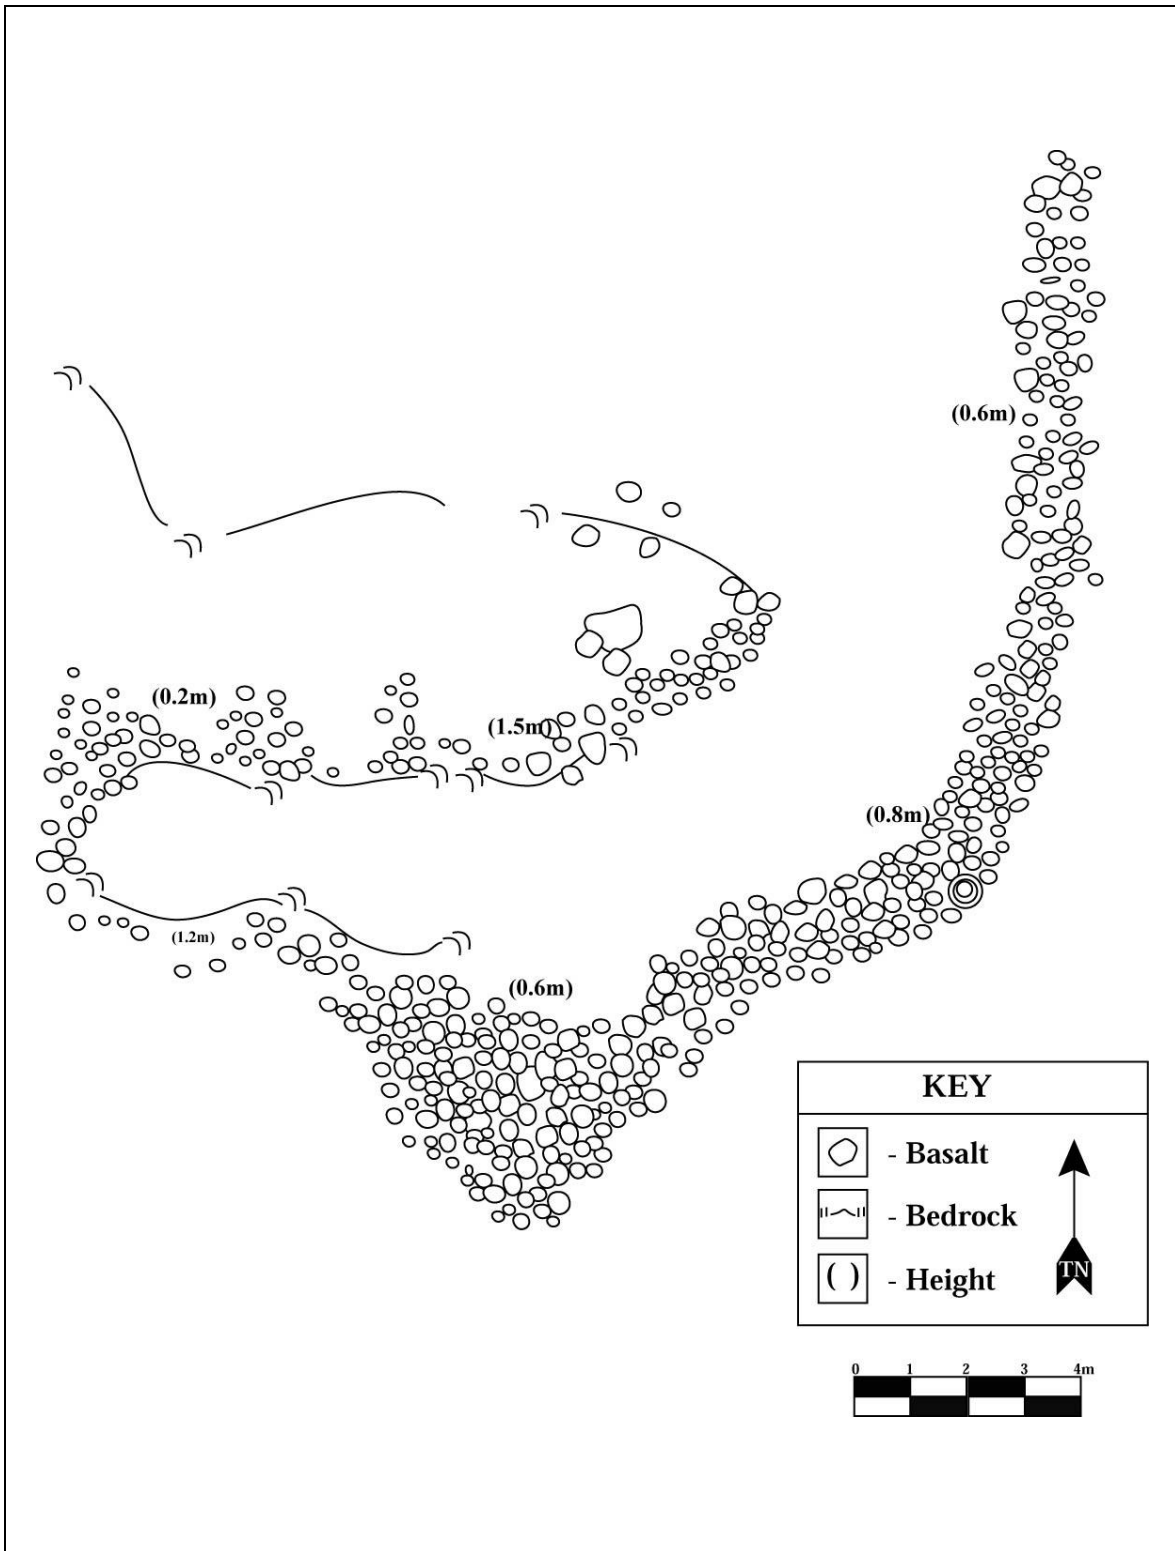 (0.6m)
(0.2m)
(1.5m)
(0.8m)
(1.2m)
(0.6m)
KEY
- Basalt
- Bedrock
( ) - Height
TN
0 1 2 3 4m